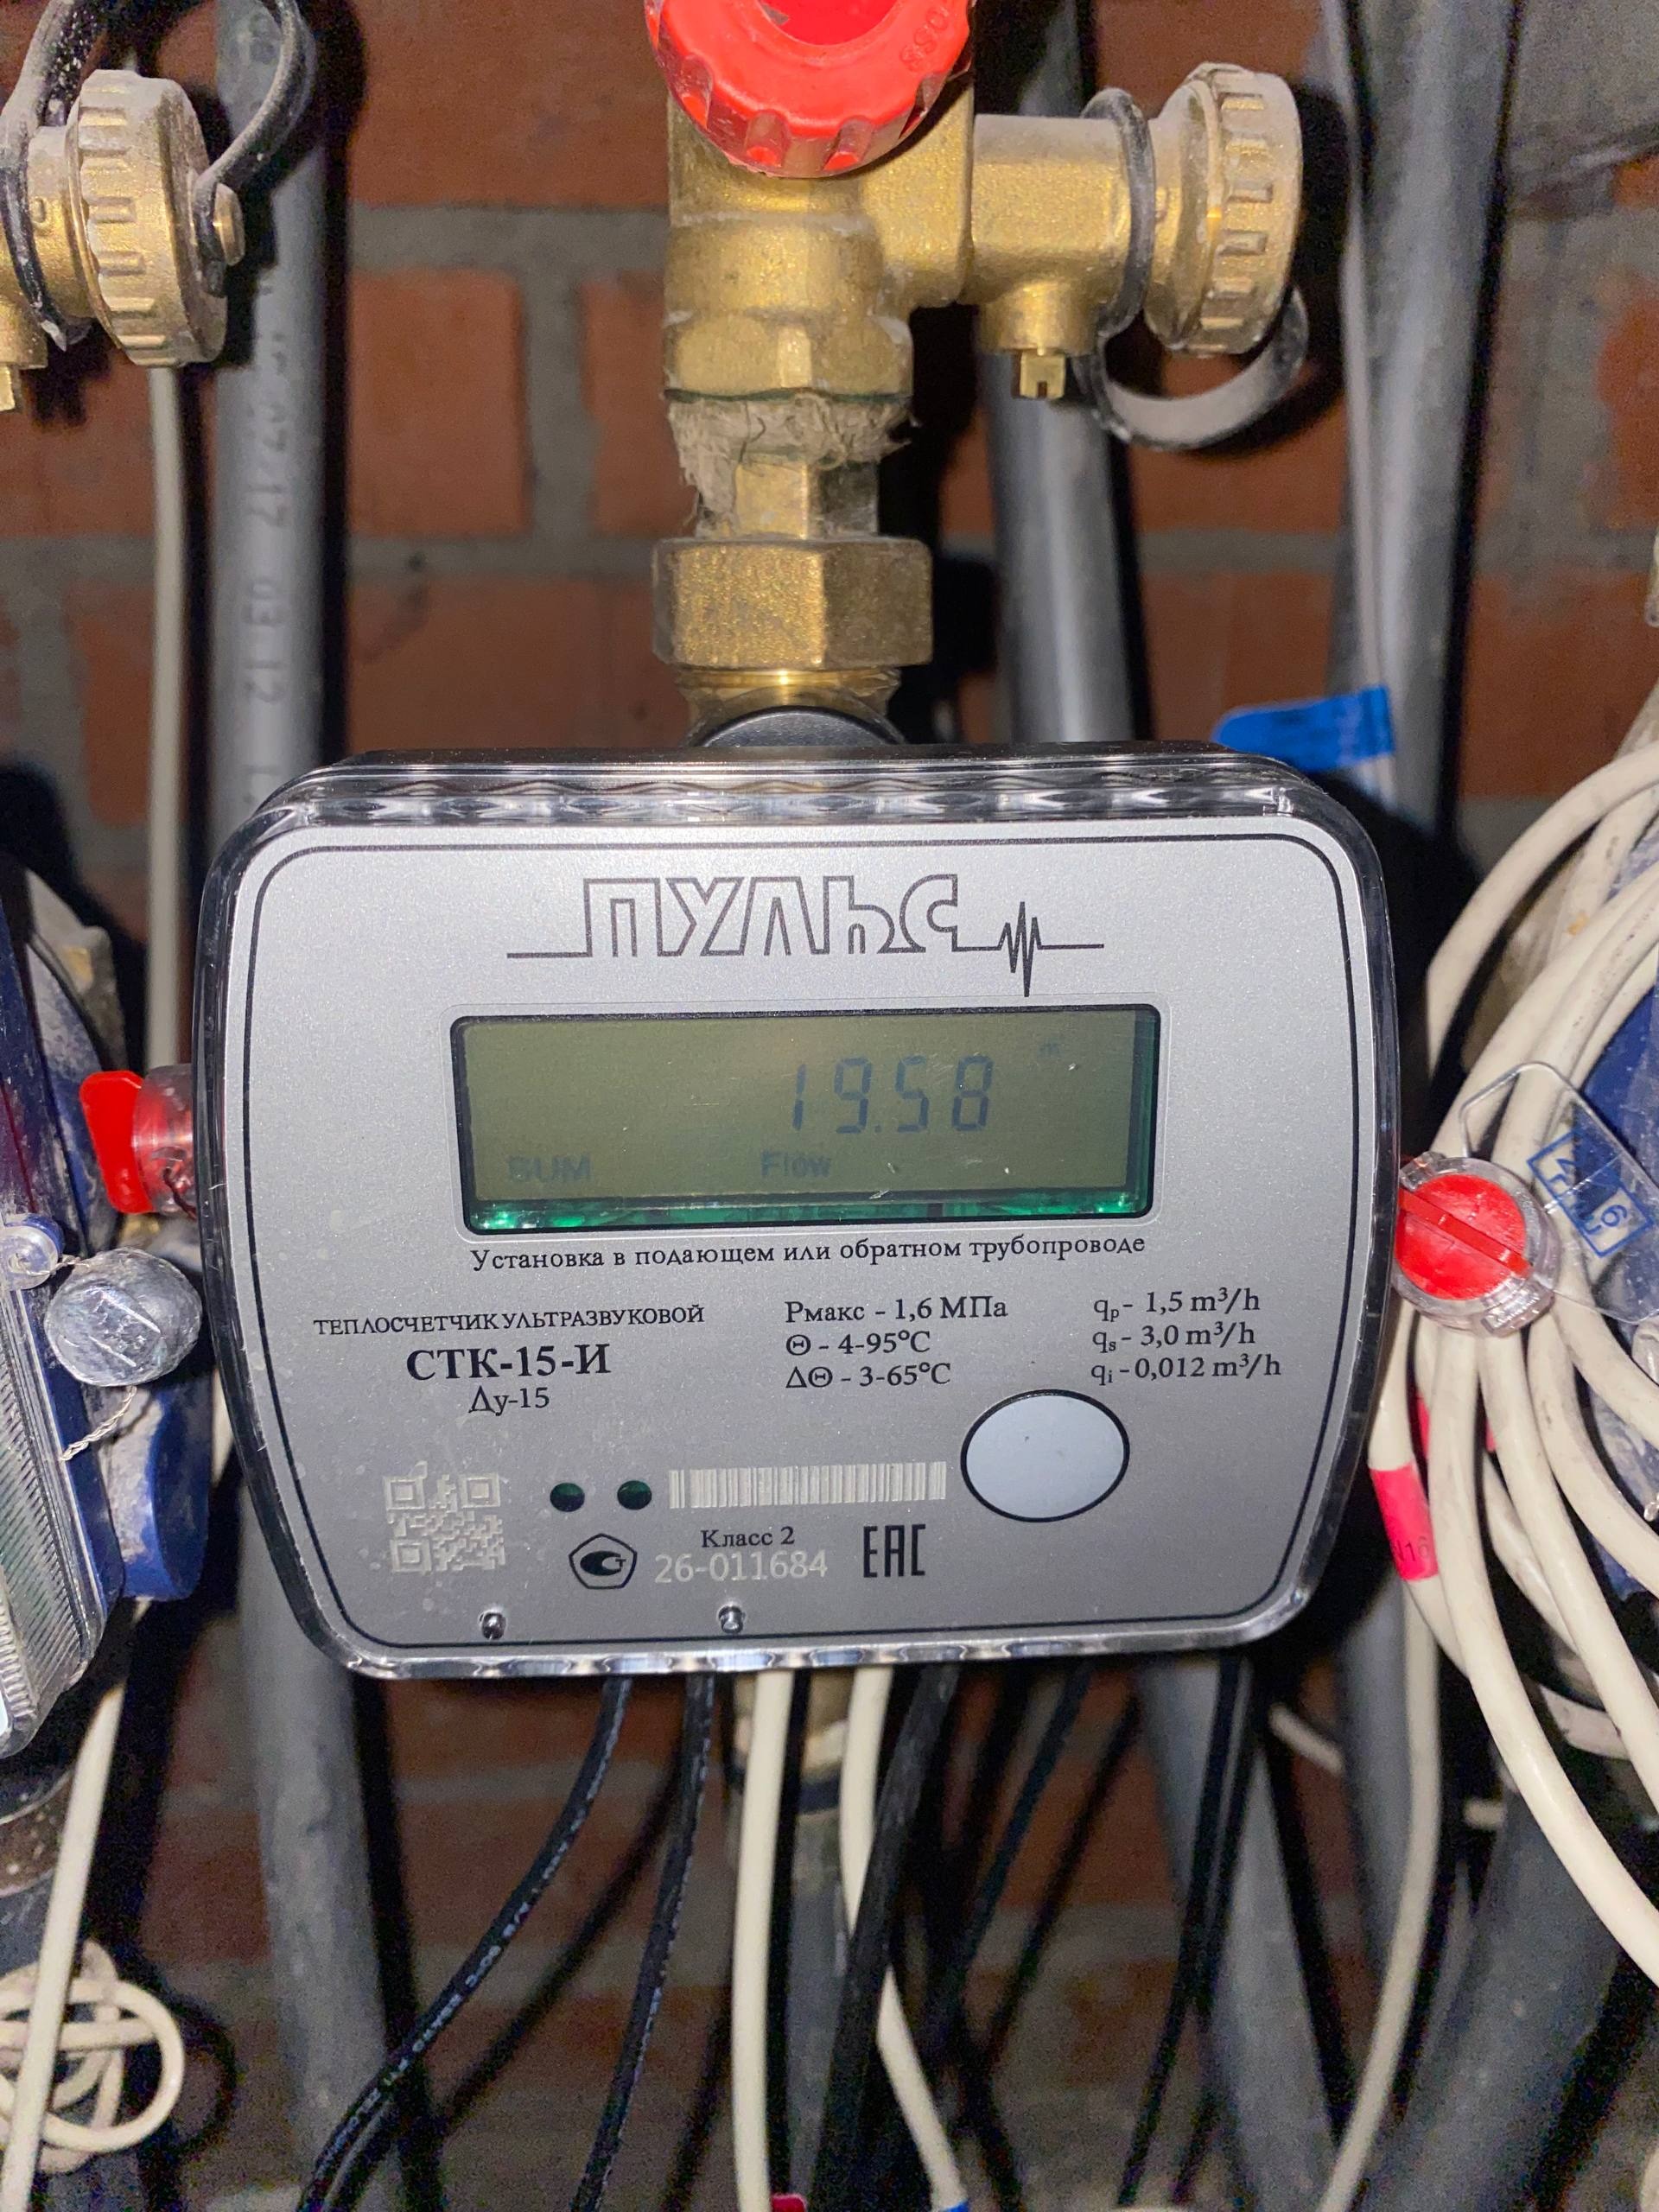 ПУЛЬС
19.58
SUM Flow
Установка в подающем или обратном трубопроводе
ТЕПЛОСЧЕТЧИК УЛЬТРАЗВУКОВОЙ
СТК-15-И
Ду-15
Pмакс - 1,6 МПа
Θ - 4-95°C
ΔΘ - 3-65°C
qp - 1,5 m³/h
qs - 3,0 m³/h
qi - 0,012 m³/h
Класс 2
26-011684
EAC